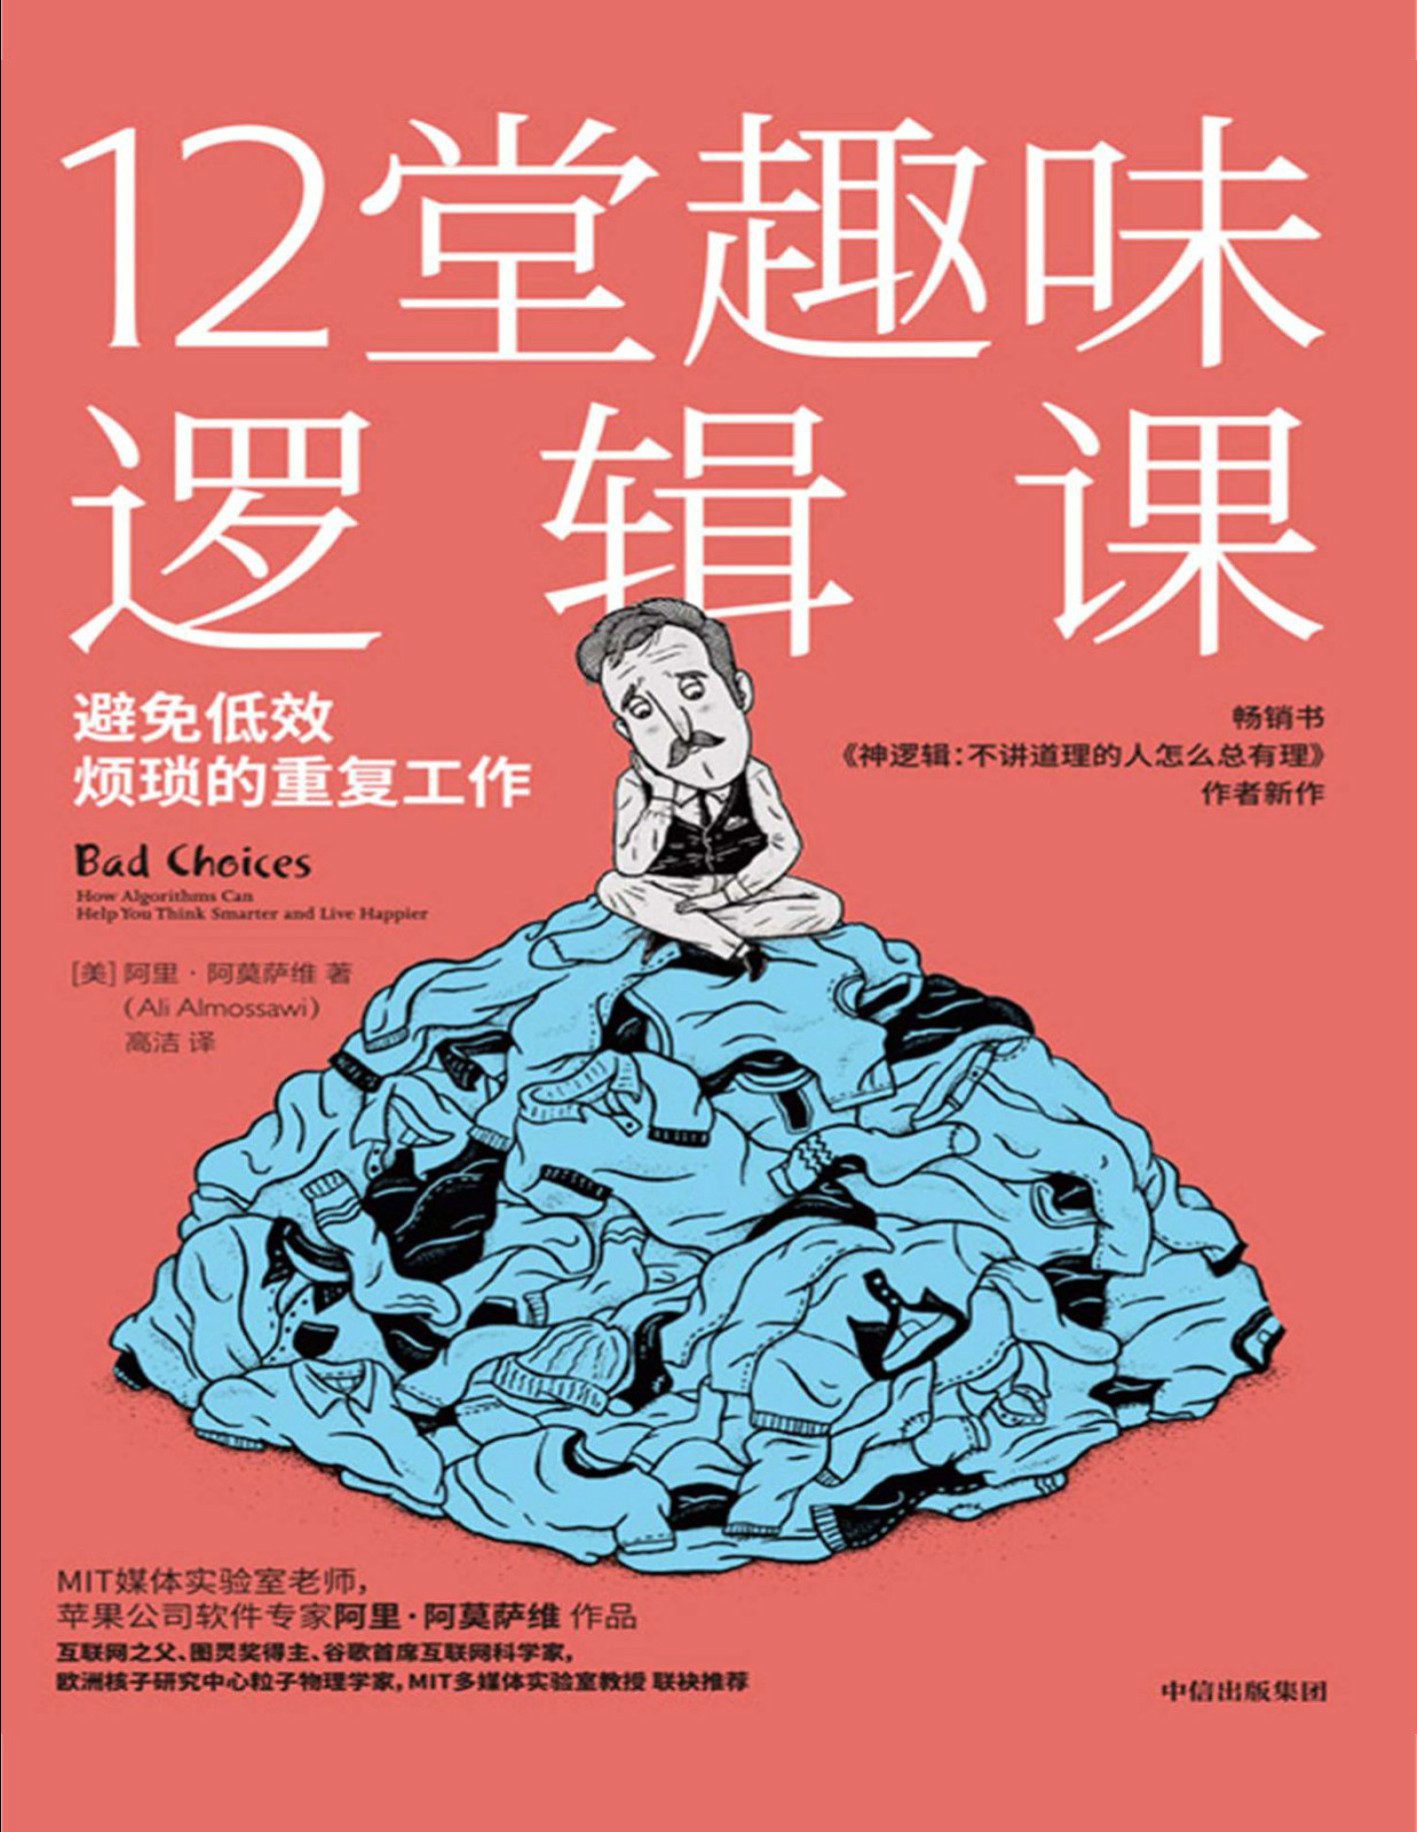 12堂趣味
逻辑课
避免低效
烦琐的重复工作
畅销书
《神逻辑：不讲道理的人怎么总有理》
作者新作
Bad Choices
How Algorithms Can
Help You Think Smarter and Live Happier
[美] 阿里·阿莫萨维 著
(Ali Almossawi)
高洁 译
MIT媒体实验室老师，
苹果公司软件专家阿里·阿莫萨维 作品
互联网之父、图灵奖得主、谷歌首席互联网科学家，
欧洲核子研究中心粒子物理学家，MIT多媒体实验室教授 联袂推荐
中信出版集团